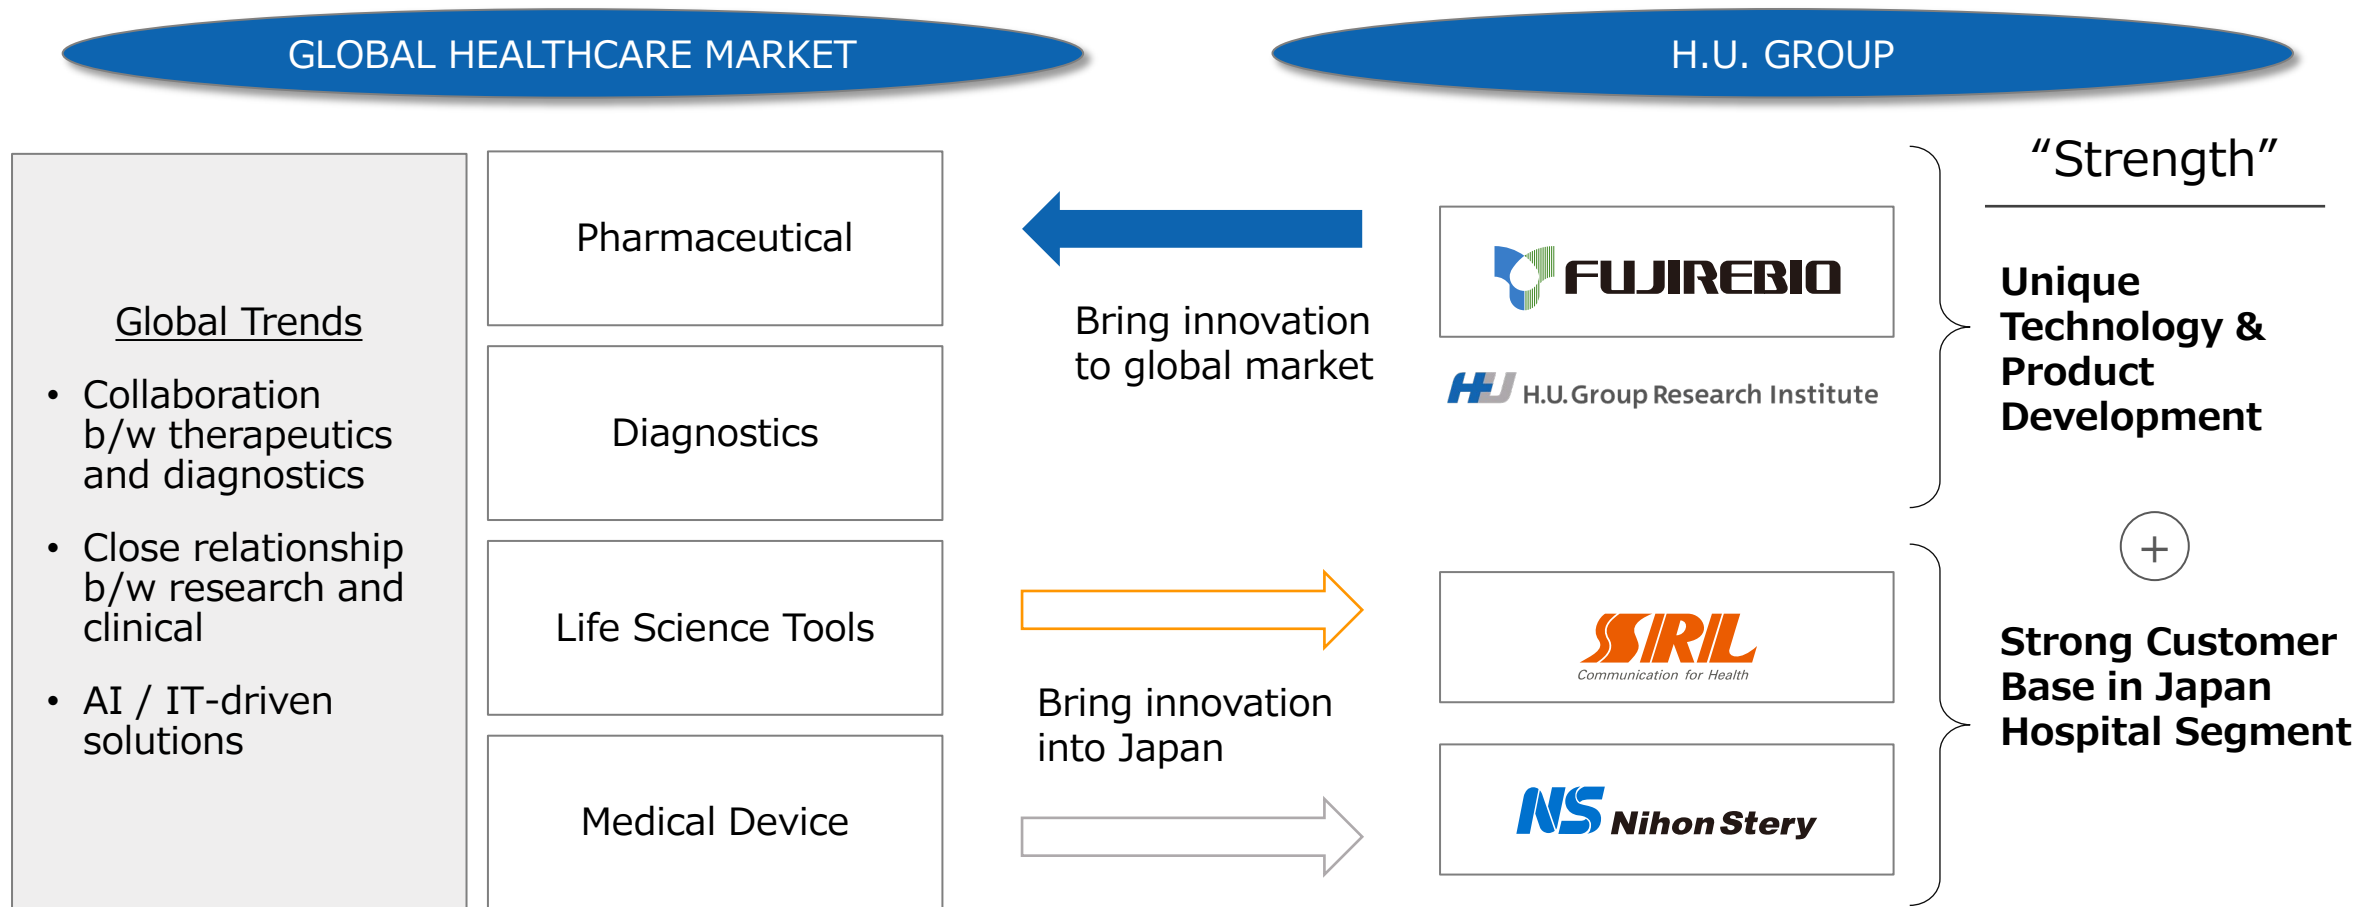 GLOBAL HEALTHCARE MARKET
H.U. GROUP
Global Trends
• Collaboration
b/w therapeutics
and diagnostics
• Close relationship
b/w research and
clinical
• AI / IT-driven
solutions
Pharmaceutical
Diagnostics
Life Science Tools
Medical Device
Bring innovation
to global market
Bring innovation
into Japan
FUJIREBIO
HU H.U.Group Research Institute
SRL
Communication for Health
NS Nihon Stery
“Strength”
Unique
Technology &
Product
Development
+
Strong Customer
Base in Japan
Hospital Segment